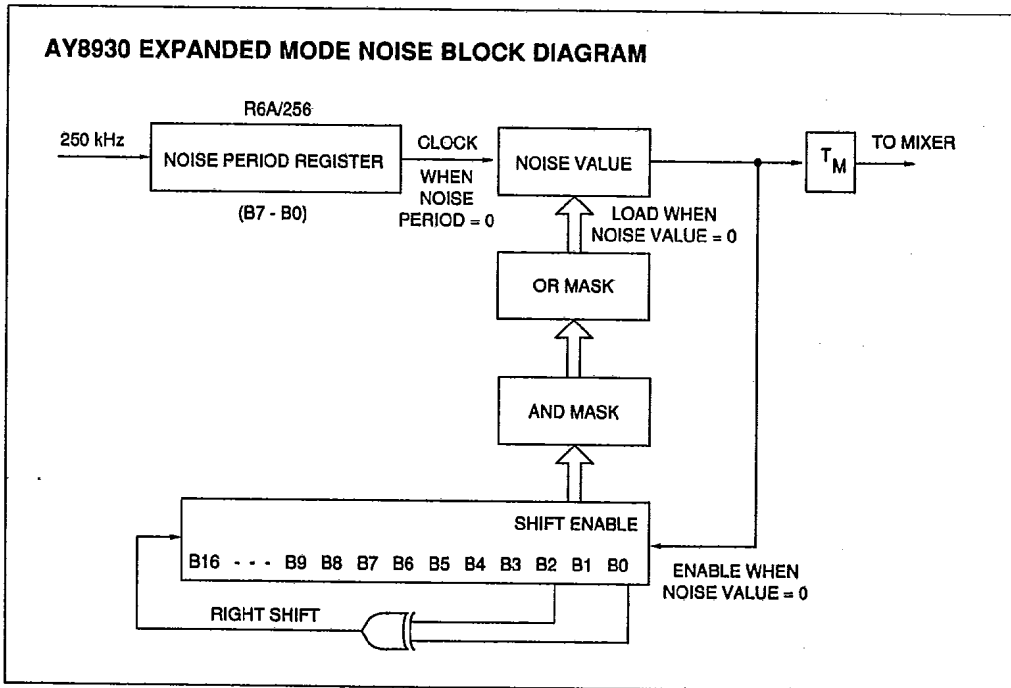 AY8930 EXPANDED MODE NOISE BLOCK DIAGRAM
R6A/256
250 kHz
NOISE PERIOD REGISTER
(B7 - B0)
CLOCK
WHEN
NOISE
PERIOD = 0
NOISE VALUE
TM
TO MIXER
LOAD WHEN
NOISE VALUE = 0
OR MASK
AND MASK
SHIFT ENABLE
B16 - - - B9 B8 B7 B6 B5 B4 B3 B2 B1 B0
ENABLE WHEN
NOISE VALUE = 0
RIGHT SHIFT